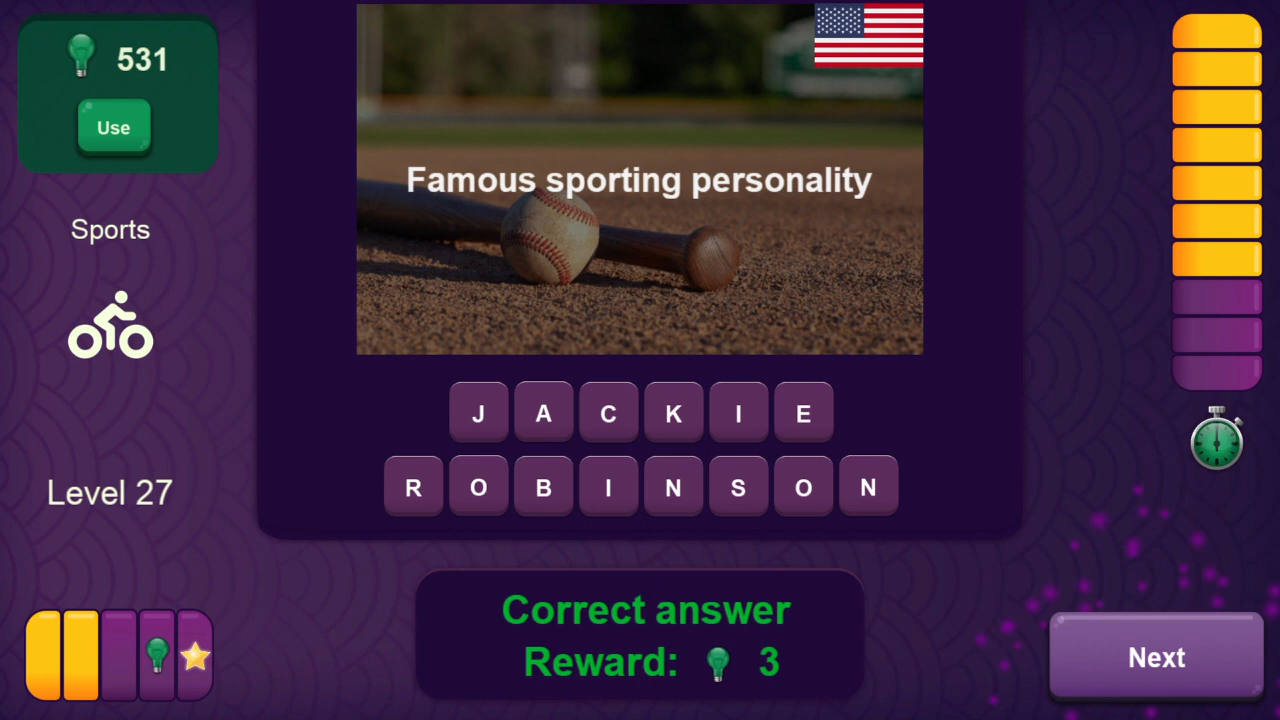 531
Use
Sports
Level 27
Famous sporting personality
JACKIE
ROBINSON
Correct answer
Reward: 3
Next